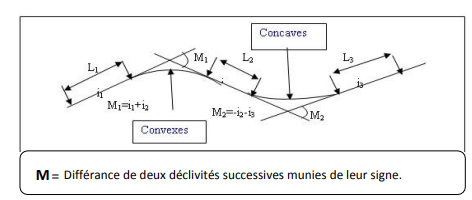 Concaves
M1
L2
L3
L1
i1
i3
M1=i1+i2
M2=-i2-i3
M2
Convexes
M = Différance de deux déclivités successives munies de leur signe.